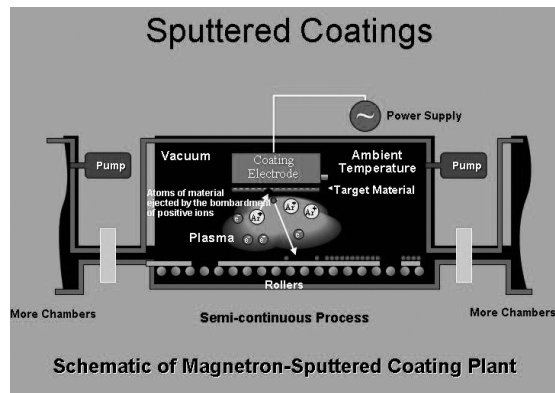 Sputtered Coatings
Power Supply
Vacuum
Coating
Electrode
Ambient
Temperature
Pump
Pump
Atoms of material
ejected by the bombardment
of positive ions
Target Material
Ar+
Ar+
Ar+
e
e
e
Plasma
Rollers
More Chambers
Semi-continuous Process
More Chambers
Schematic of Magnetron-Sputtered Coating Plant